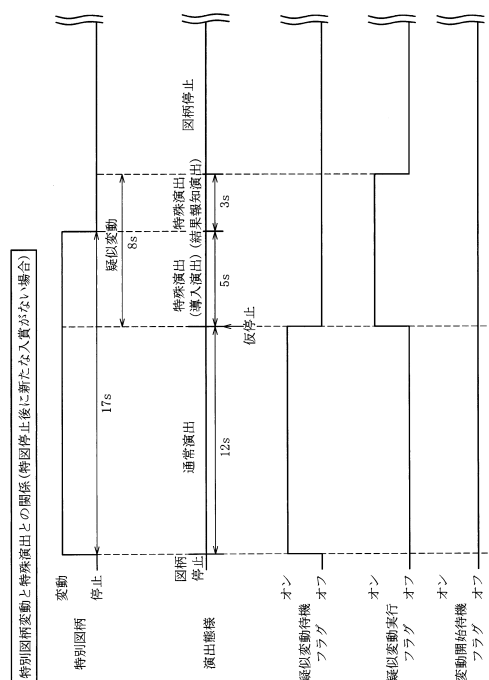 特別図柄変動と特殊演出との関係(特図停止後に新たな入賞がない場合)
特別図柄
変動
停止
17s
疑似変動
8s
演出態様
図柄
停止
通常演出
特殊演出
(導入演出)
特殊演出
(結果報知演出)
図柄停止
12s
5s
3s
仮停止
疑似変動待機
フラグ
オン
オフ
疑似変動実行
フラグ
オン
オフ
変動開始待機
フラグ
オン
オフ